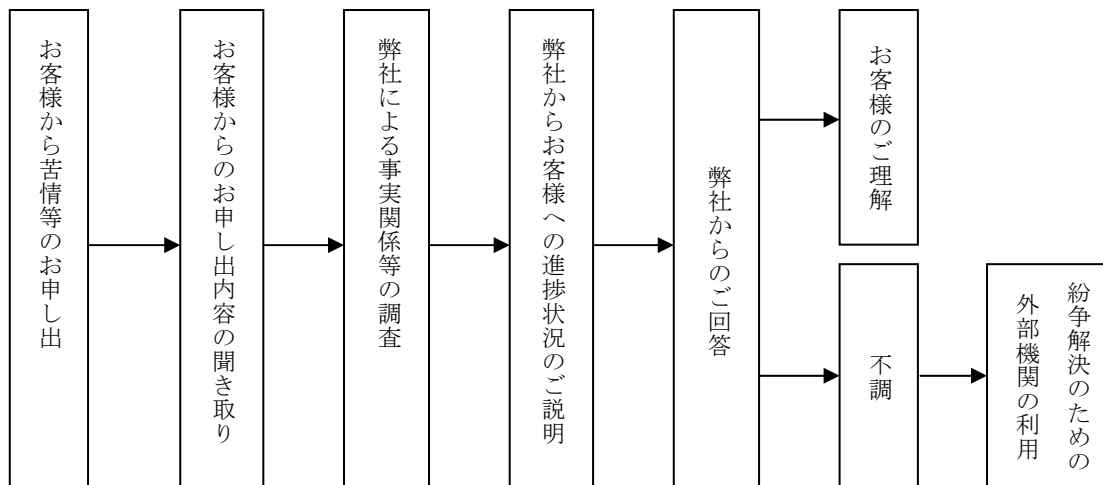 お客様から苦情等のお申し出
お客様からのお申し出内容の聞き取り
弊社による事実関係等の調査
弊社からお客様への進捗状況のご説明
弊社からのご回答
お客様のご理解
不調
紛争解決のための
外部機関の利用